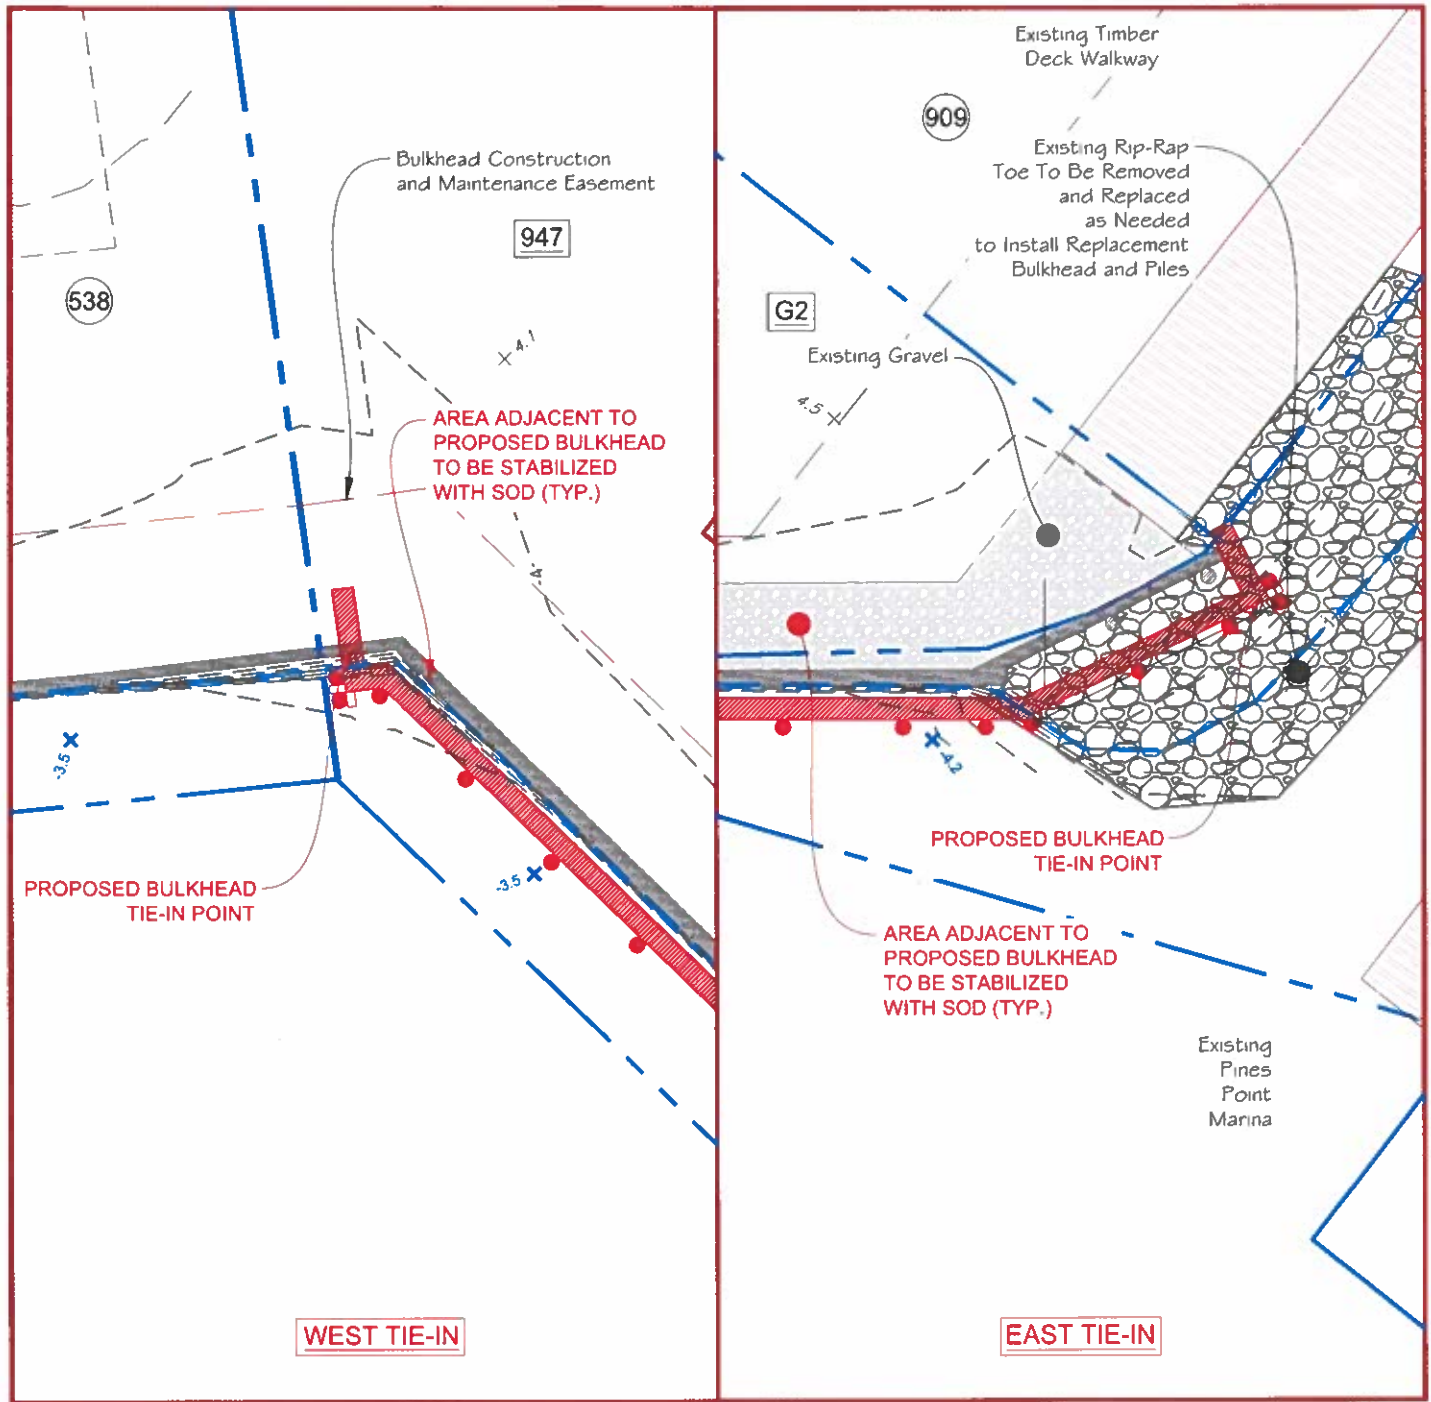 Bulkhead Construction
and Maintenance Easement
947
538
4.1
AREA ADJACENT TO
PROPOSED BULKHEAD
TO BE STABILIZED
WITH SOD (TYP.)
-4'
-3.5
-3.5
PROPOSED BULKHEAD
TIE-IN POINT
WEST TIE-IN
Existing Timber
Deck Walkway
909
Existing Rip-Rap
Toe To Be Removed
and Replaced
as Needed
to Install Replacement
Bulkhead and Piles
G2
Existing Gravel
4.5
-4.2
PROPOSED BULKHEAD
TIE-IN POINT
AREA ADJACENT TO
PROPOSED BULKHEAD
TO BE STABILIZED
WITH SOD (TYP.)
Existing
Pines
Point
Marina
EAST TIE-IN